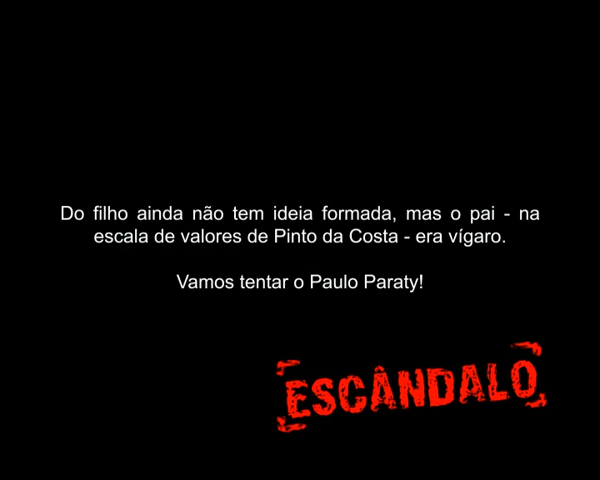 Do filho ainda não tem ideia formada, mas o pai - na
escala de valores de Pinto da Costa - era vígaro.
Vamos tentar o Paulo Paraty!
ESCÂNDALO